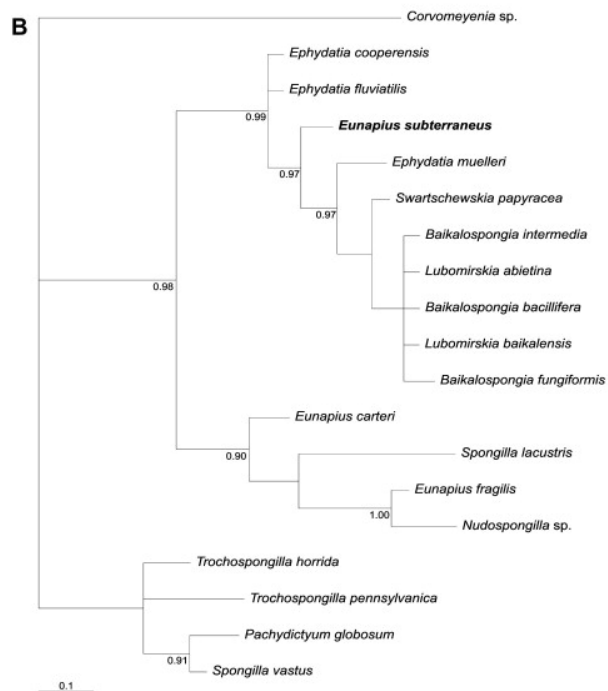 B
Corvomeyenia sp.
Ephydatia cooperensis
Ephydatia fluviatilis
0.99
Eunapius subterraneus
0.97
Ephydatia muelleri
0.97
Swartschewskia papyracea
Baikalospongia intermedia
Lubomirskia abietina
0.98
Baikalospongia bacillifera
Lubomirskia baikalensis
Baikalospongia fungiformis
Eunapius carteri
0.90
Spongilla lacustris
Eunapius fragilis
1.00
Nudospongilla sp.
Trochospongilla horrida
Trochospongilla pennsylvanica
Pachydictyum globosum
0.91
Spongilla vastus
0.1